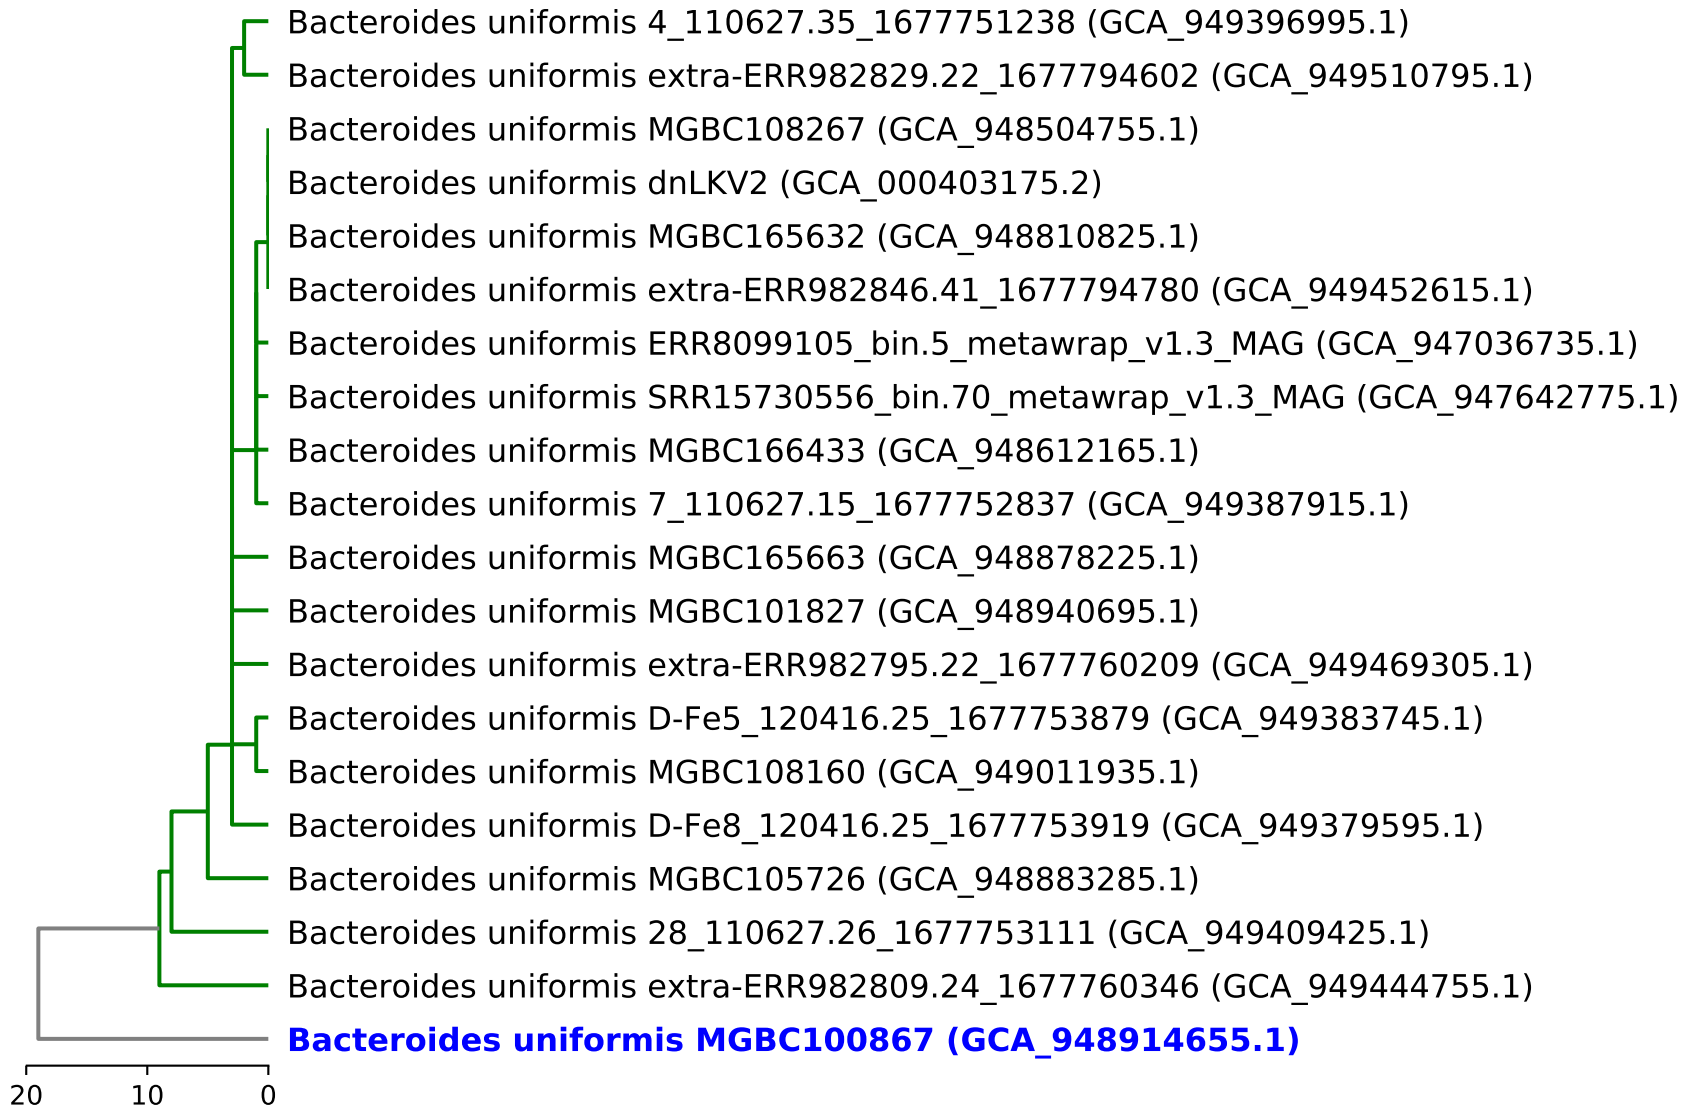 Bacteroides uniformis 4_110627.35_1677751238 (GCA_949396995.1)
Bacteroides uniformis extra-ERR982829.22_1677794602 (GCA_949510795.1)
Bacteroides uniformis MGBC108267 (GCA_948504755.1)
Bacteroides uniformis dnLKV2 (GCA_000403175.2)
Bacteroides uniformis MGBC165632 (GCA_948810825.1)
Bacteroides uniformis extra-ERR982846.41_1677794780 (GCA_949452615.1)
Bacteroides uniformis ERR8099105_bin.5_metawrap_v1.3_MAG (GCA_947036735.1)
Bacteroides uniformis SRR15730556_bin.70_metawrap_v1.3_MAG (GCA_947642775.1)
Bacteroides uniformis MGBC166433 (GCA_948612165.1)
Bacteroides uniformis 7_110627.15_1677752837 (GCA_949387915.1)
Bacteroides uniformis MGBC165663 (GCA_948878225.1)
Bacteroides uniformis MGBC101827 (GCA_948940695.1)
Bacteroides uniformis extra-ERR982795.22_1677760209 (GCA_949469305.1)
Bacteroides uniformis D-Fe5_120416.25_1677753879 (GCA_949383745.1)
Bacteroides uniformis MGBC108160 (GCA_949011935.1)
Bacteroides uniformis D-Fe8_120416.25_1677753919 (GCA_949379595.1)
Bacteroides uniformis MGBC105726 (GCA_948883285.1)
Bacteroides uniformis 28_110627.26_1677753111 (GCA_949409425.1)
Bacteroides uniformis extra-ERR982809.24_1677760346 (GCA_949444755.1)
Bacteroides uniformis MGBC100867 (GCA_948914655.1)
20 10 0